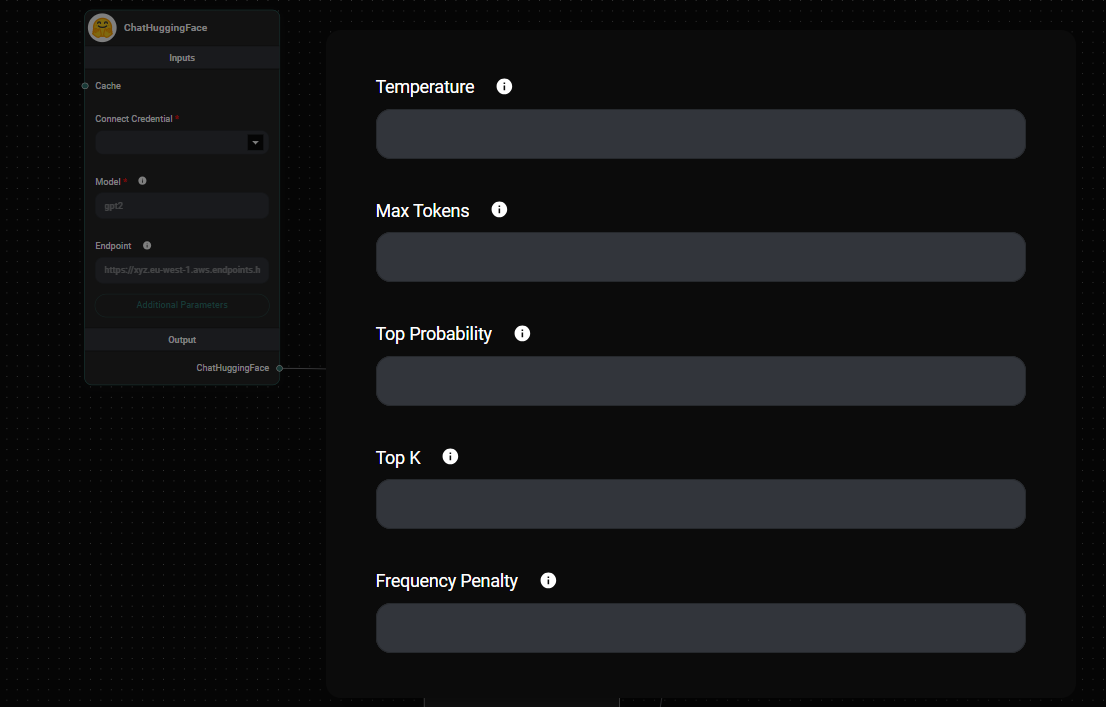 ChatHuggingFace
Inputs
Cache
Connect Credential *
Model *
gpt2
Endpoint
https://xyz.eu-west-1.aws.endpoints.h
Additional Parameters
Output
ChatHuggingFace
Temperature
Max Tokens
Top Probability
Top K
Frequency Penalty